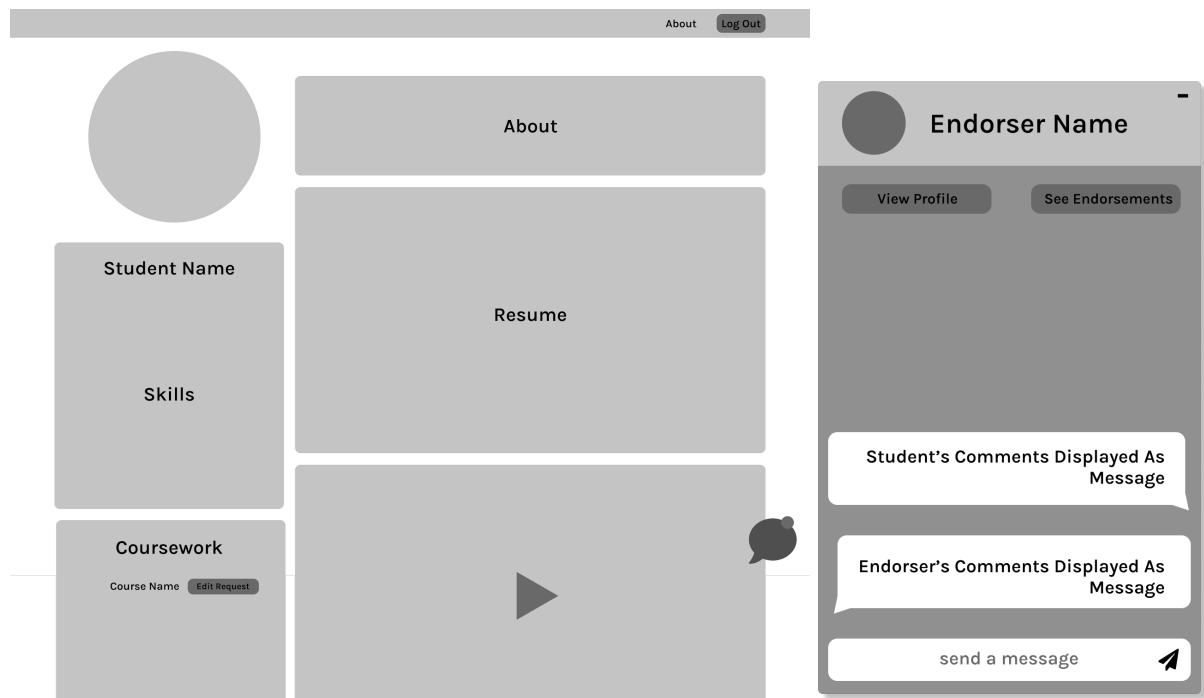 About
Log Out
About
Resume
Student Name
Skills
Coursework
Course Name
Edit Request
Endorser Name
View Profile
See Endorsements
Student’s Comments Displayed As
Message
Endorser’s Comments Displayed As
Message
send a message